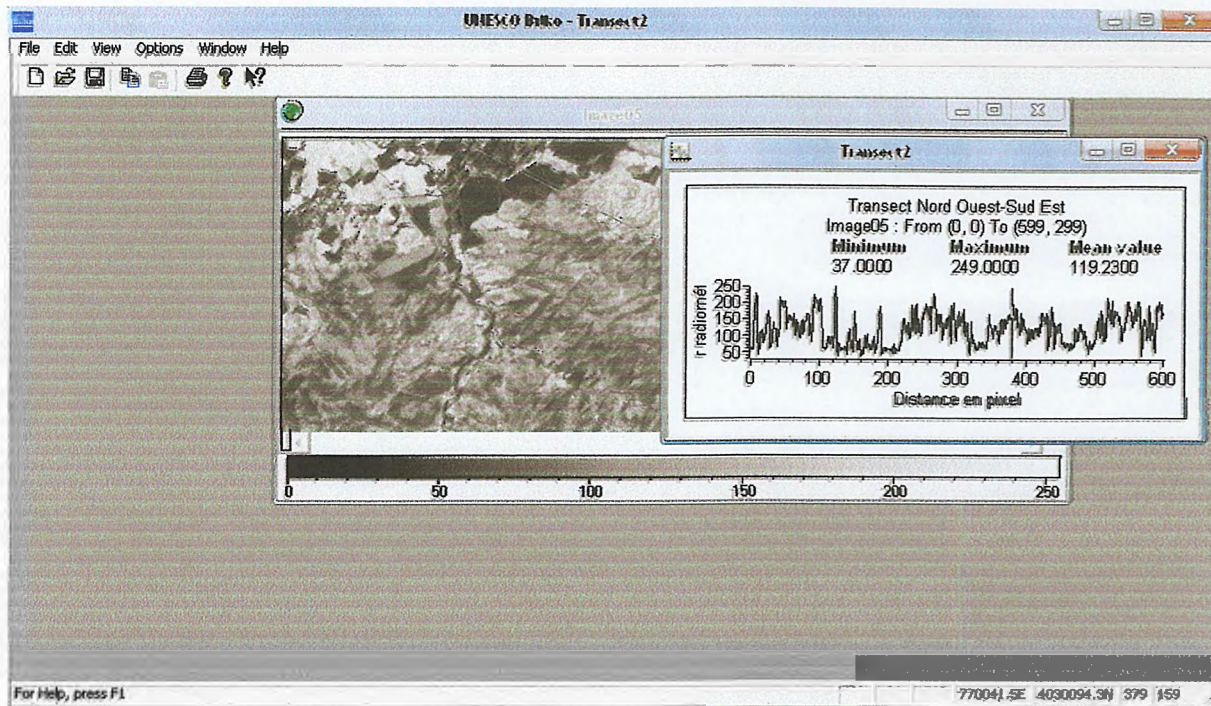 UNESCO Bilko - Transect2
File Edit View Options Window Help
Image05
Transect2
Transect Nord Ouest-Sud Est
Image05 : From (0, 0) To (599, 299)
Minimum Maximum Mean value
37.0000 249.0000 119.2300
250
200
150
100
50
r radiomét
0 100 200 300 400 500 600
Distance en pixel
0 50 100 150 200 250
For Help, press F1
770041.5E 4030094.3N 379 159